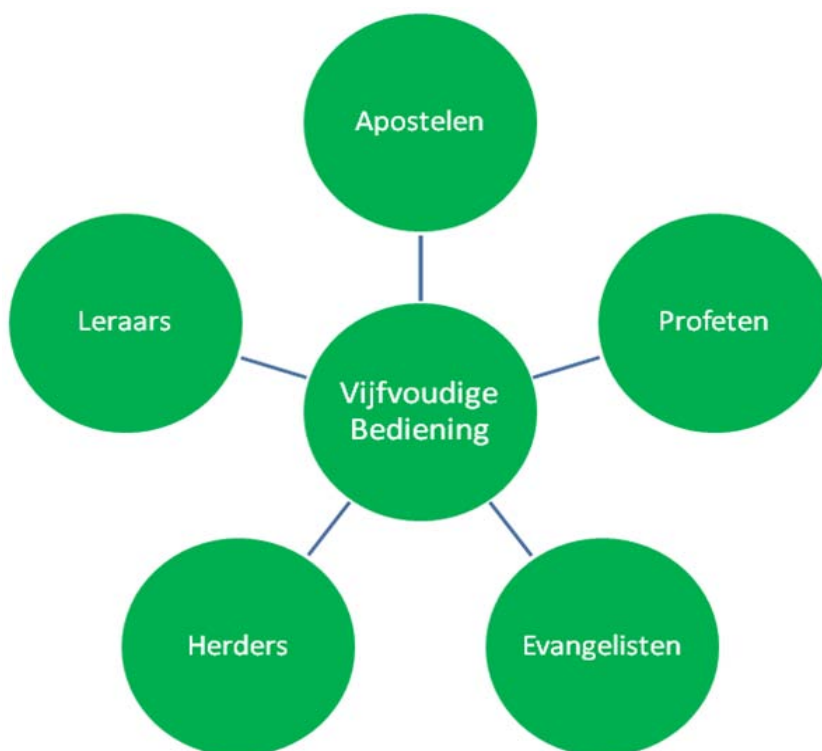 Apostelen
Leraars
Profeten
Vijfvoudige
Bediening
Herders
Evangelisten